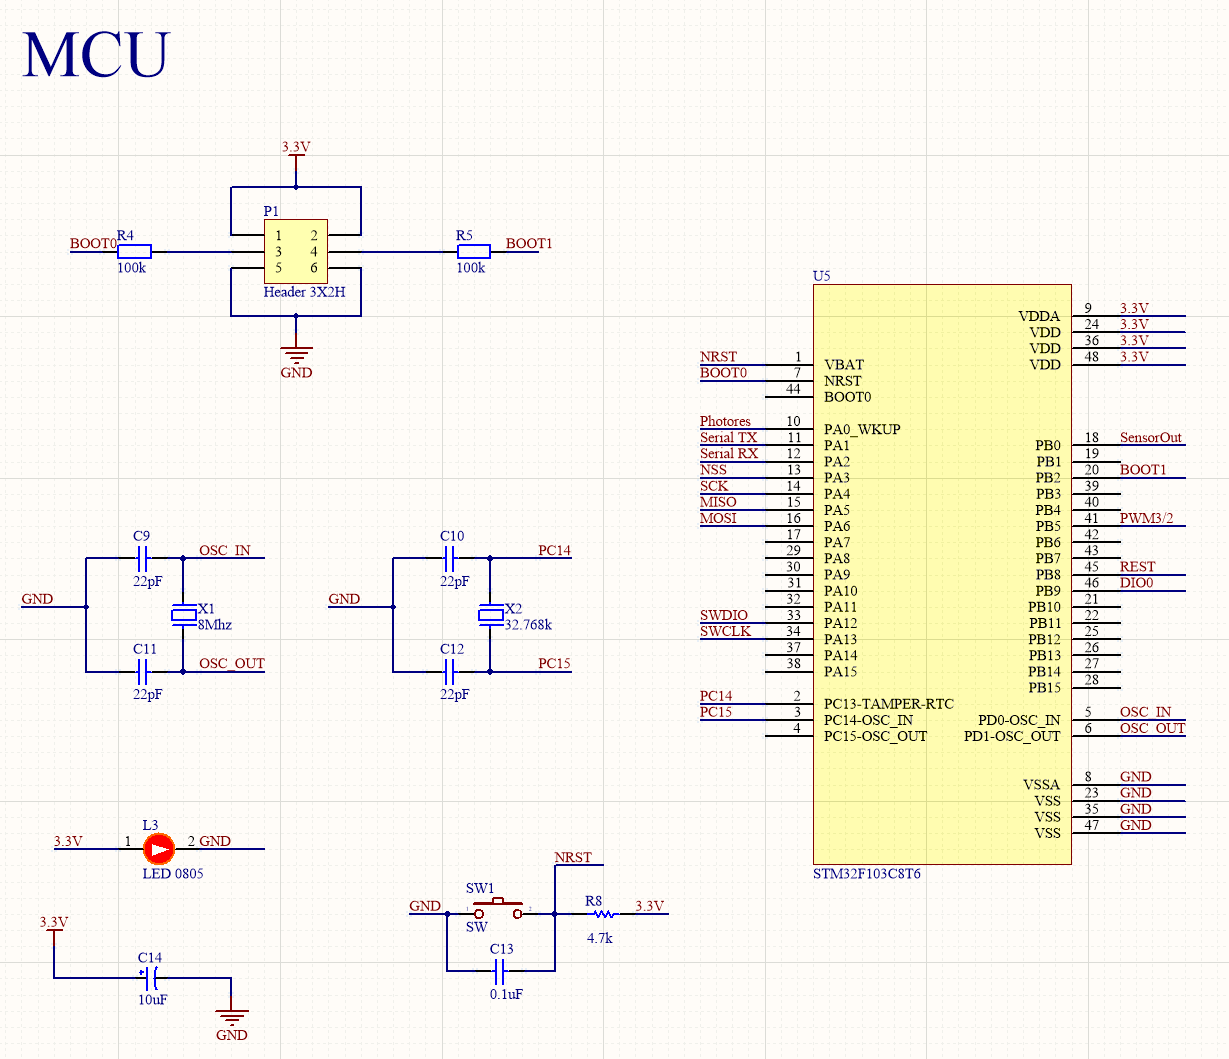 MCU
3.3V
P1
BOOT0 R4 1 2 R5 BOOT1
3 4
100k 5 6 100k
Header 3X2H
GND
U5
VDDA 9 3.3V
VDD 24 3.3V
VDD 36 3.3V
VDD 48 3.3V
NRST 1 VBAT
BOOT0 7 NRST
44 BOOT0
Photores 10 PA0_WKUP
Serial TX 11 PA1
Serial RX 12 PA2
NSS 13 PA3
SCK 14 PA4
MISO 15 PA5
MOSI 16 PA6
17 PA7
29 PA8
30 PA9
31 PA10
32 PA11
SWDIO 33 PA12
SWCLK 34 PA13
37 PA14
38 PA15
PC14 2 PC13-TAMPER-RTC
PC15 3 PC14-OSC_IN
4 PC15-OSC_OUT
PB0 18 SensorOut
PB1 19
PB2 20 BOOT1
PB3 39
PB4 40
PB5 41 PWM3/2
PB6 42
PB7 43
PB8 45 REST
PB9 46 DIO0
PB10 21
PB11 22
PB12 25
PB13 26
PB14 27
PB15 28
PD0-OSC_IN 5 OSC_IN
PD1-OSC_OUT 6 OSC_OUT
VSSA 8 GND
VSS 23 GND
VSS 35 GND
VSS 47 GND
STM32F103C8T6
C9 OSC_IN
22pF
GND X1
8Mhz
C11 OSC_OUT
22pF
C10 PC14
22pF
GND X2
32.768k
C12 PC15
22pF
L3
3.3V 1 2 GND
LED 0805
3.3V
C14
10uF
GND
NRST
SW1 R8
GND 1 2 3.3V
SW 4.7k
C13
0.1uF